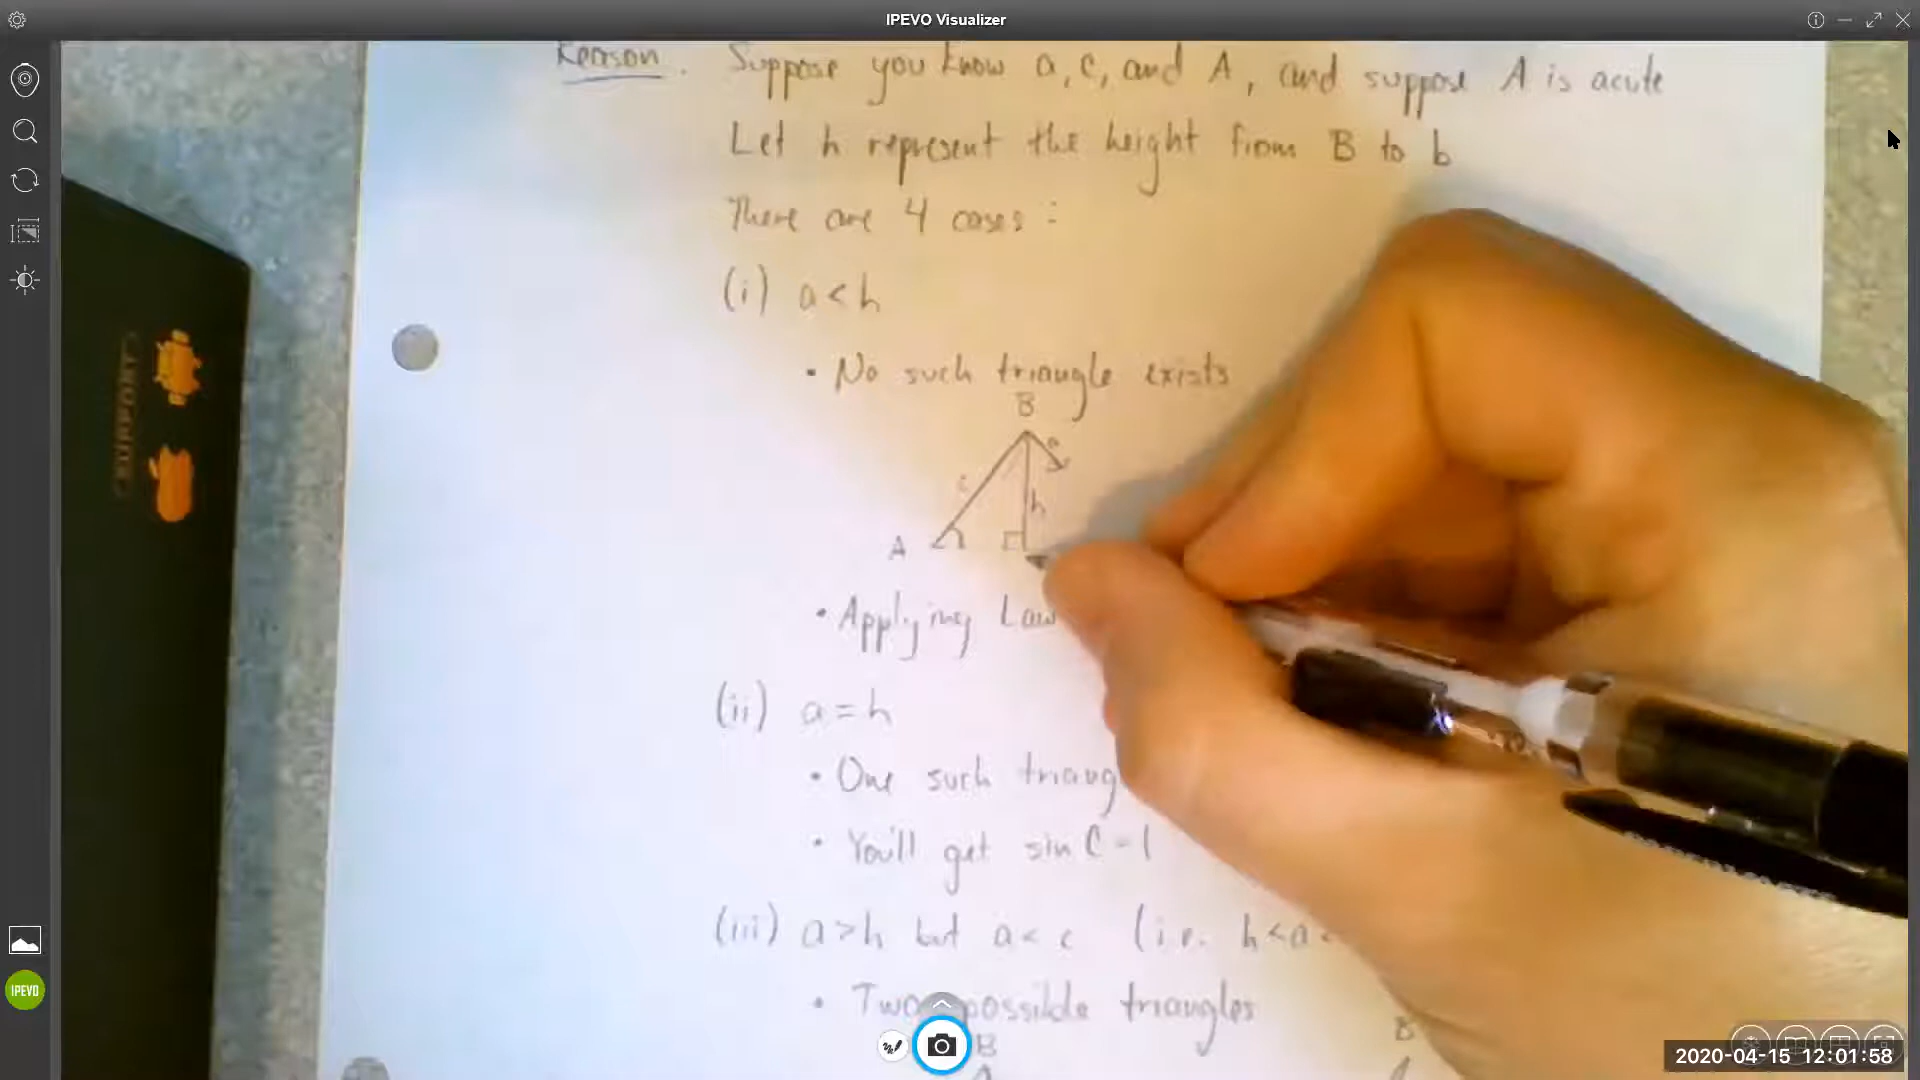 IPEVO Visualizer
Reason. Suppose you know a, c, and A, and suppose A is acute
Let h represent the height from B to b
There are 4 cases:
(i) a < h
• No such triangle exists
B
a
c
h
A
• Applying Law
(ii) a = h
• One such triang
• You'll get sin C = 1
(iii) a > h but a < c (i.e. h < a <
• Two possible triangles
B
B
IPEVO
2020-04-15 12:01:58